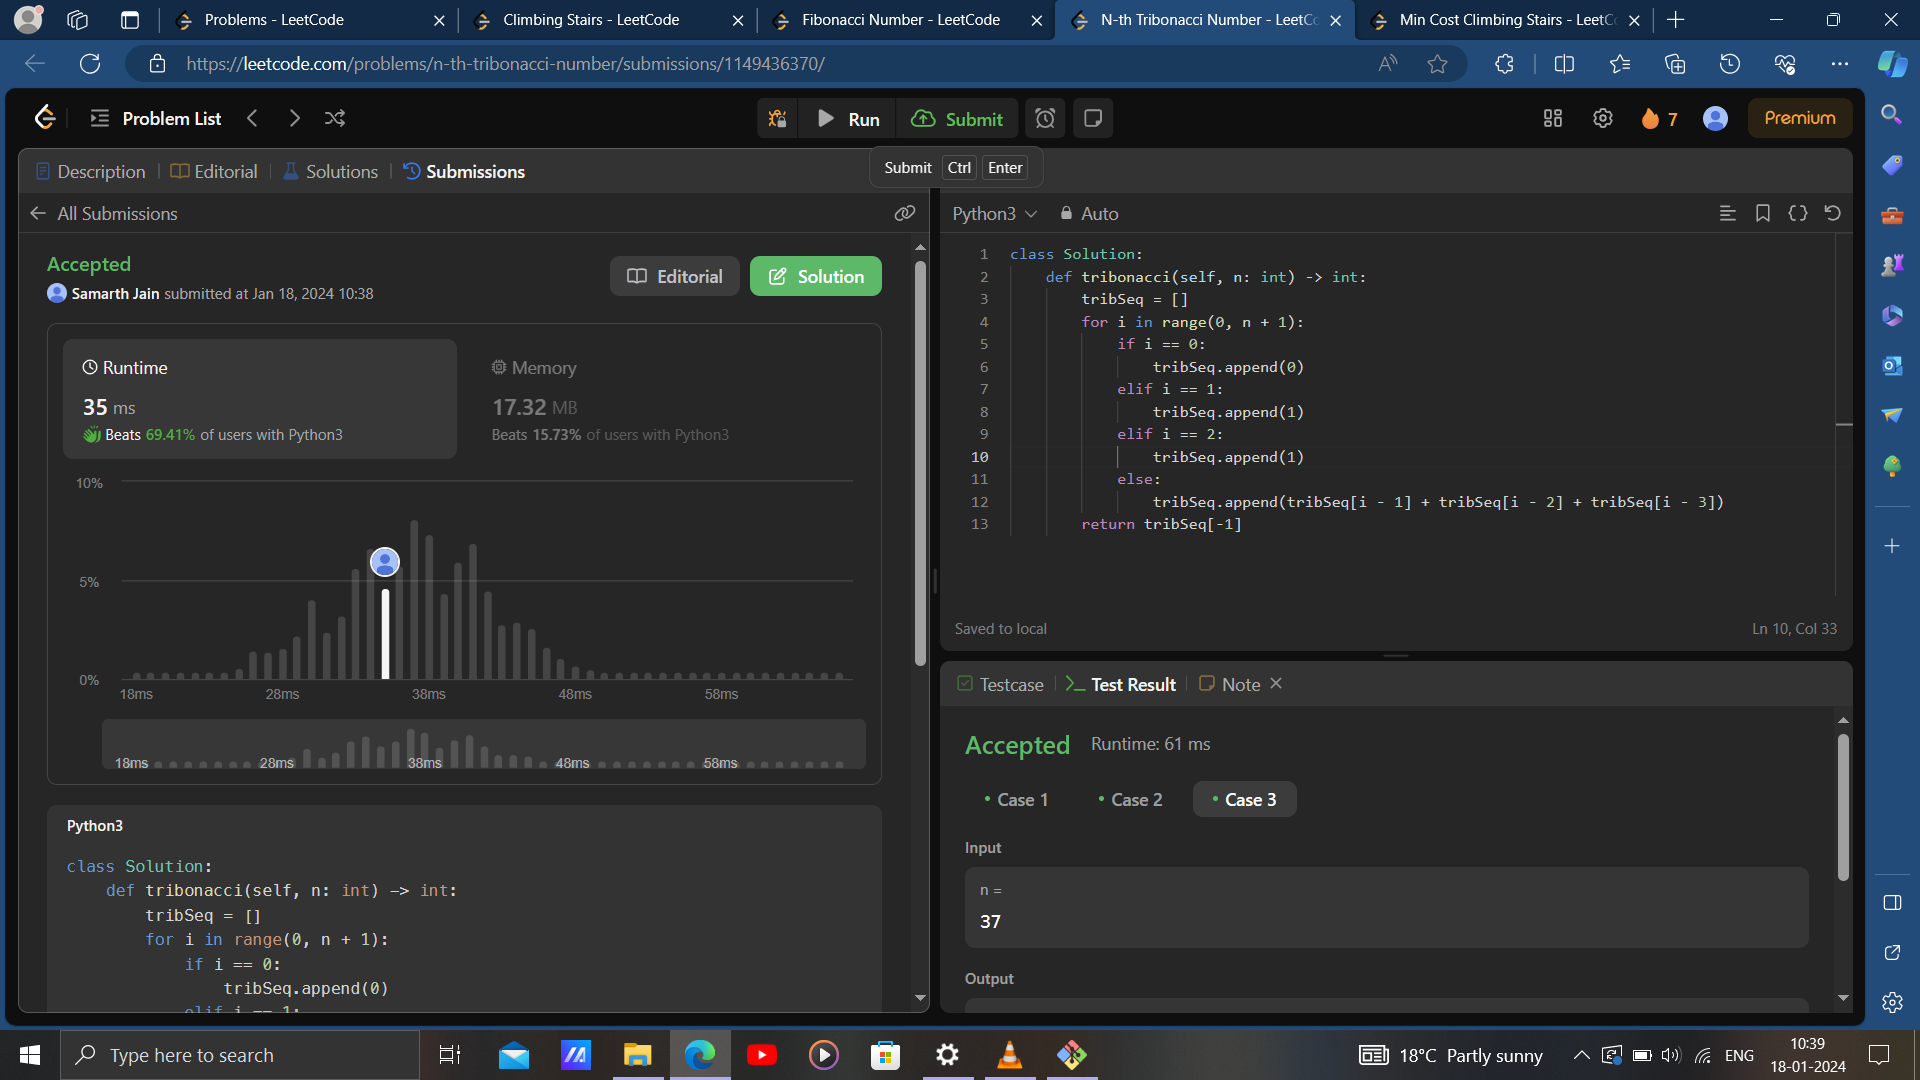 Problems - LeetCode
Climbing Stairs - LeetCode
Fibonacci Number - LeetCode
N-th Tribonacci Number - LeetCo
Min Cost Climbing Stairs - LeetCo
https://leetcode.com/problems/n-th-tribonacci-number/submissions/1149436370/
Problem List
Run
Submit
7
Premium
Description
Editorial
Solutions
Submissions
Submit Ctrl Enter
All Submissions
Accepted
Samarth Jain submitted at Jan 18, 2024 10:38
Editorial
Solution
Runtime
35 ms
Beats 69.41% of users with Python3
Memory
17.32 MB
Beats 15.73% of users with Python3
10%
5%
0%
18ms 28ms 38ms 48ms 58ms
18ms 28ms 38ms 48ms 58ms
Python3
class Solution:
def tribonacci(self, n: int) -> int:
tribSeq = []
for i in range(0, n + 1):
if i == 0:
tribSeq.append(0)
elif i == 1:
Python3
Auto
1 class Solution:
2 def tribonacci(self, n: int) -> int:
3 tribSeq = []
4 for i in range(0, n + 1):
5 if i == 0:
6 tribSeq.append(0)
7 elif i == 1:
8 tribSeq.append(1)
9 elif i == 2:
10 tribSeq.append(1)
11 else:
12 tribSeq.append(tribSeq[i - 1] + tribSeq[i - 2] + tribSeq[i - 3])
13 return tribSeq[-1]
Saved to local
Ln 10, Col 33
Testcase
Test Result
Note
Accepted
Runtime: 61 ms
Case 1
Case 2
Case 3
Input
n =
37
Output
Type here to search
18°C Partly sunny
ENG
10:39
18-01-2024